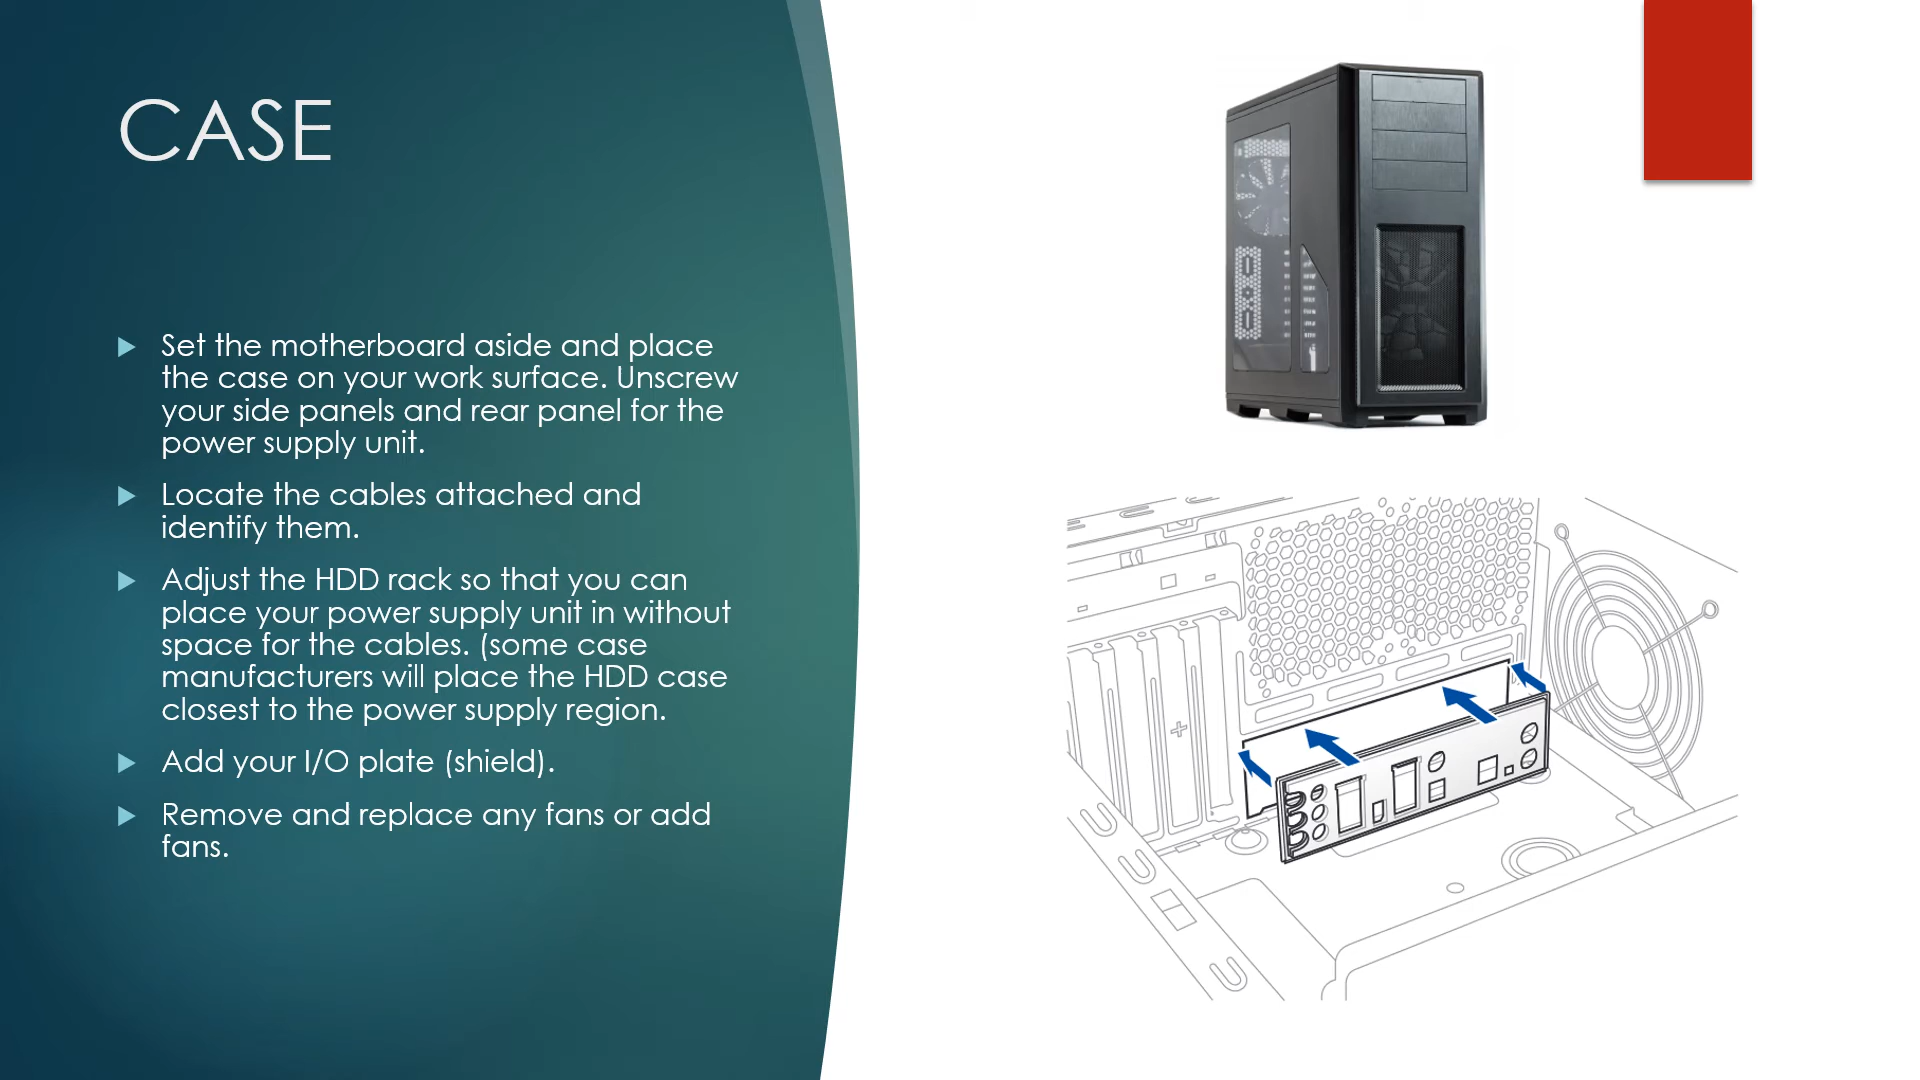 CASE
Set the motherboard aside and place
the case on your work surface. Unscrew
your side panels and rear panel for the
power supply unit.
Locate the cables attached and
identify them.
Adjust the HDD rack so that you can
place your power supply unit in without
space for the cables. (some case
manufacturers will place the HDD case
closest to the power supply region.
Add your I/O plate (shield).
Remove and replace any fans or add
fans.